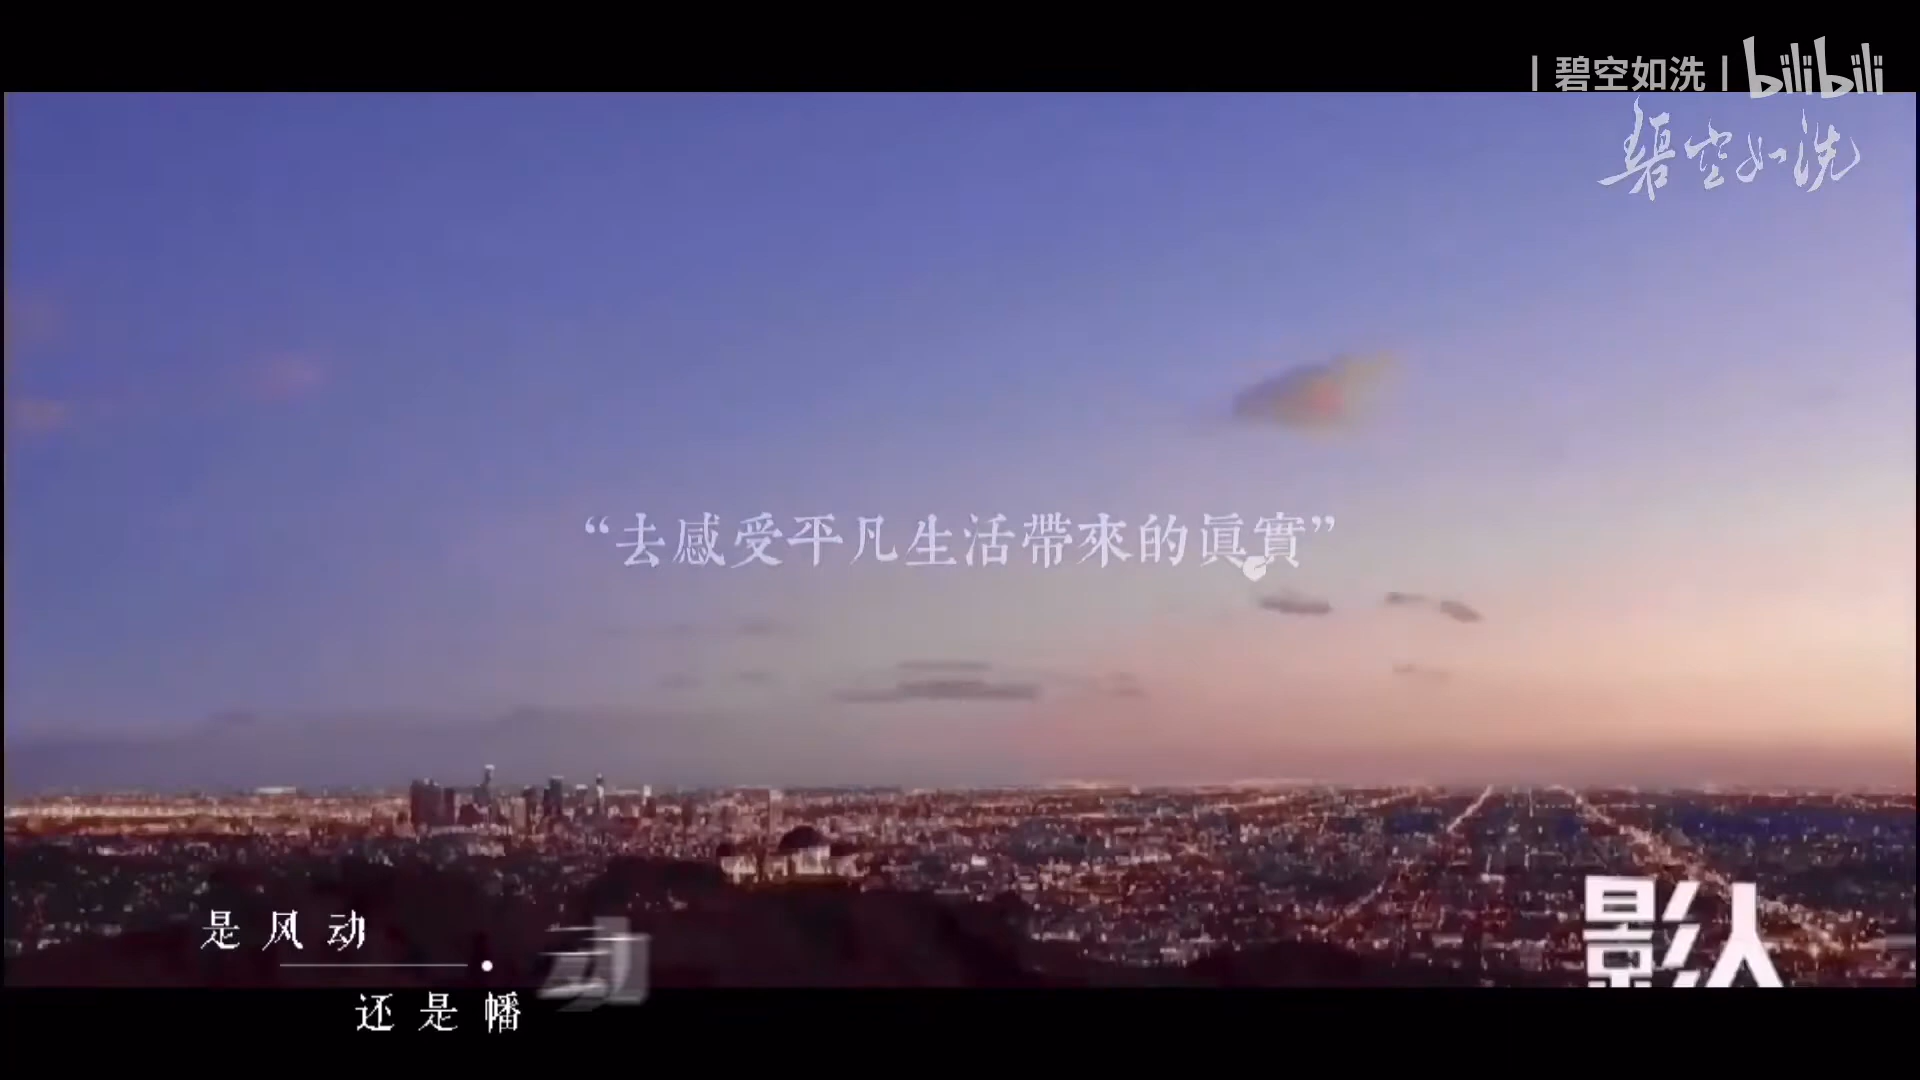 |碧空如洗| bilibili
碧空如洗
“去感受平凡生活帶來的眞實”
是风动
还是幡
动
影人